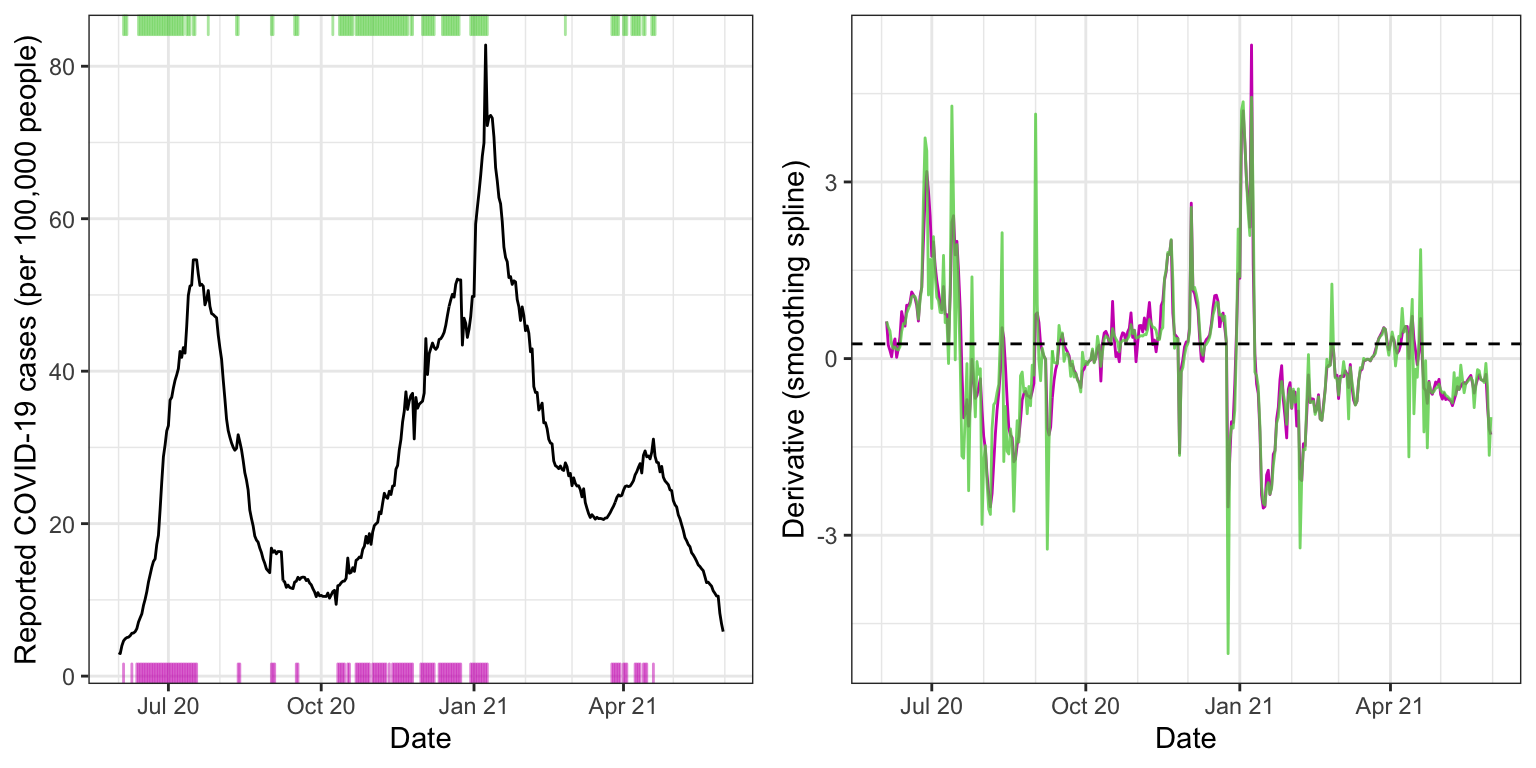 Reported COVID-19 cases (per 100,000 people)
80
60
40
20
0
Jul 20 Oct 20 Jan 21 Apr 21
Date
Derivative (smoothing spline)
3
0
-3
Jul 20 Oct 20 Jan 21 Apr 21
Date